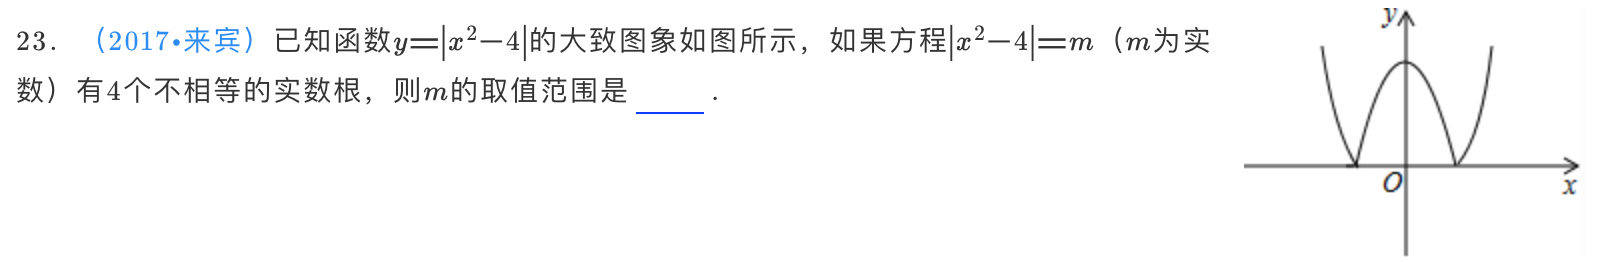 23. （2017•来宾）已知函数y=|x²−4|的大致图象如图所示，如果方程|x²−4|=m（m为实
数）有4个不相等的实数根，则m的取值范围是____.
y
O
x